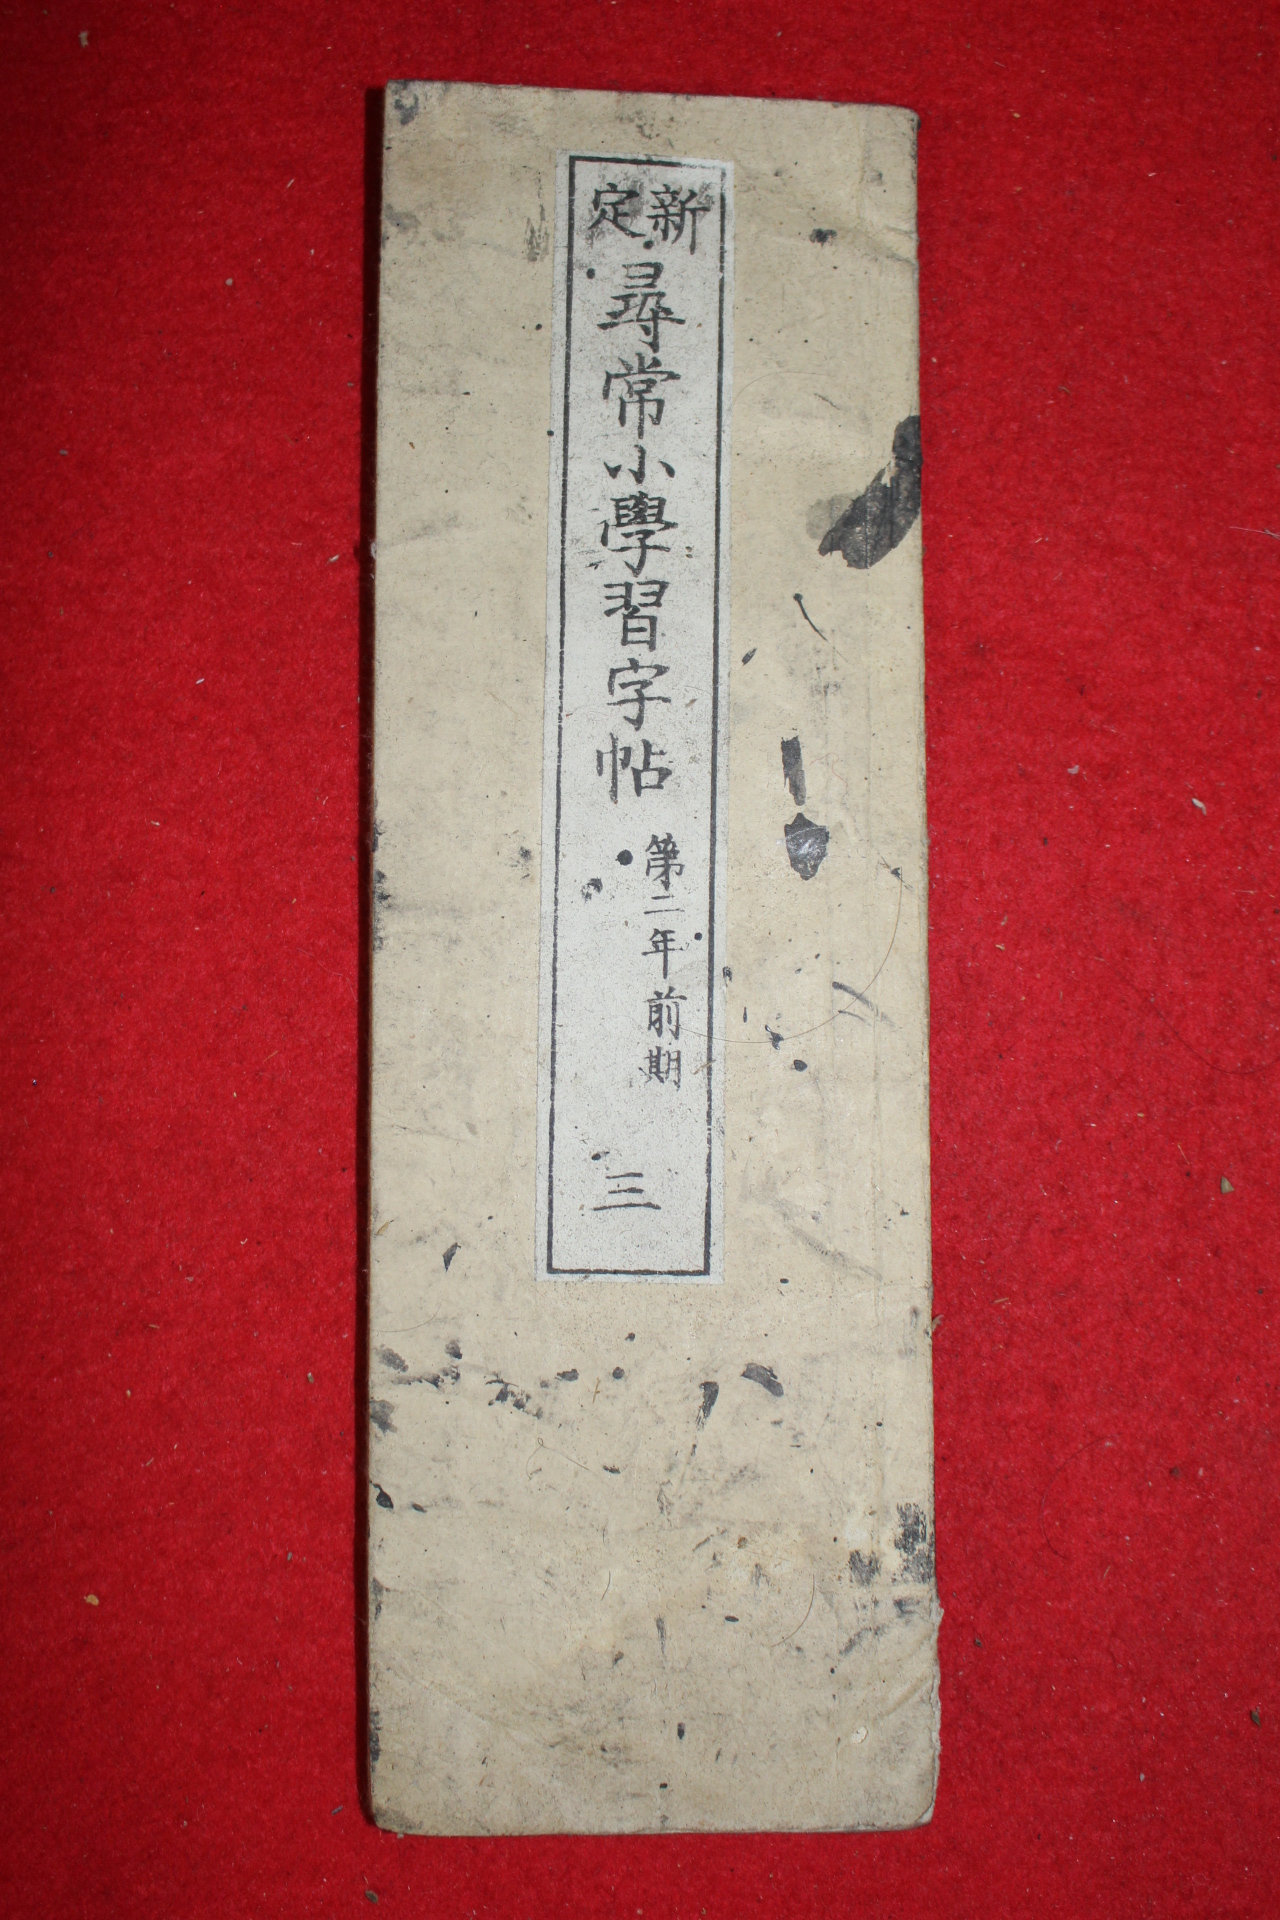 新定
尋常小學習字帖
第二年前期
三